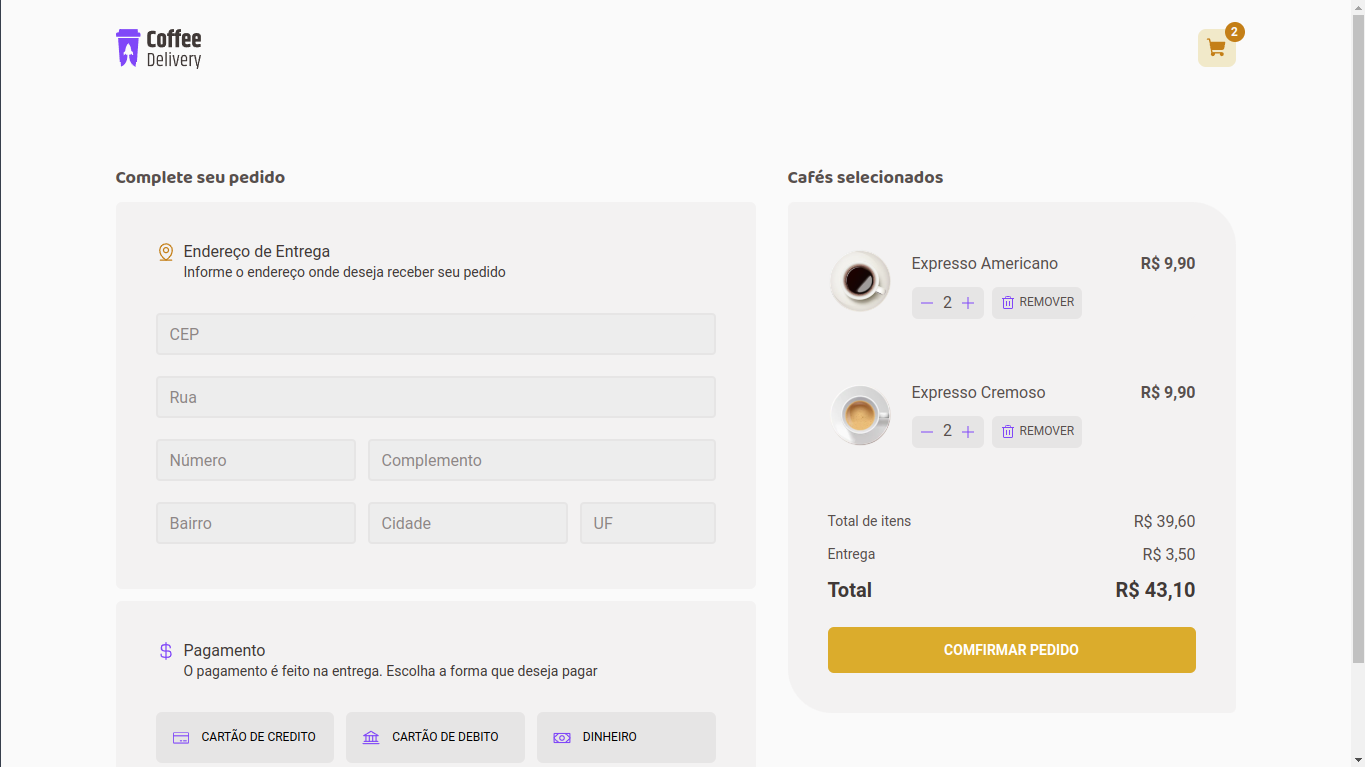 Coffee
Delivery
2
Complete seu pedido
Endereço de Entrega
Informe o endereço onde deseja receber seu pedido
CEP
Rua
Número
Complemento
Bairro
Cidade
UF
Pagamento
O pagamento é feito na entrega. Escolha a forma que deseja pagar
CARTÃO DE CREDITO
CARTÃO DE DEBITO
DINHEIRO
Cafés selecionados
Expresso Americano
R$ 9,90
2
REMOVER
Expresso Cremoso
R$ 9,90
2
REMOVER
Total de itens R$ 39,60
Entrega R$ 3,50
Total R$ 43,10
COMFIRMAR PEDIDO